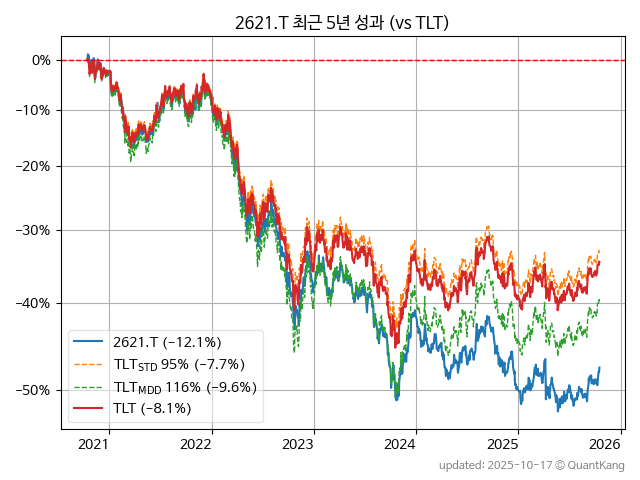 2621.T 최근 5년 성과 (vs TLT)
0%
−10%
−20%
−30%
−40%
−50%
2621.T (−12.1%)
TLT_STD 95% (−7.7%)
TLT_MDD 116% (−9.6%)
TLT (−8.1%)
2021 2022 2023 2024 2025 2026
updated: 2025-10-17 © QuantKang